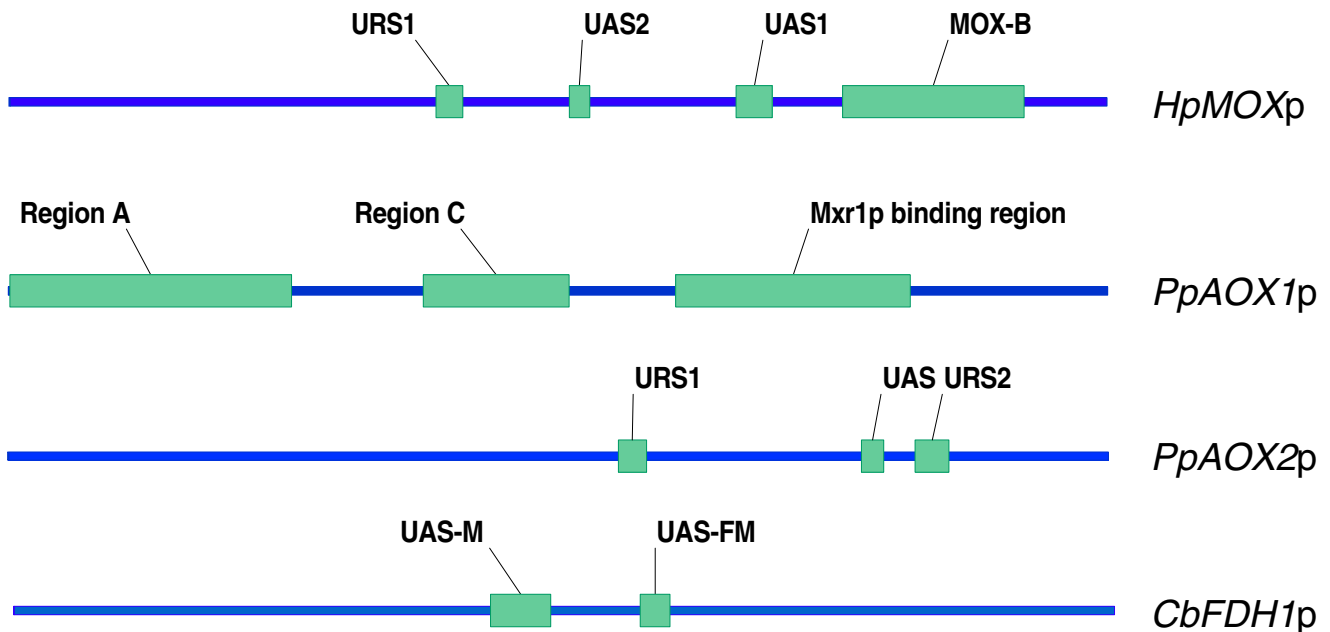 URS1 UAS2 UAS1 MOX-B
HpMOXp
Region A Region C Mxr1p binding region
PpAOX1p
URS1 UAS URS2
PpAOX2p
UAS-M UAS-FM
CbFDH1p